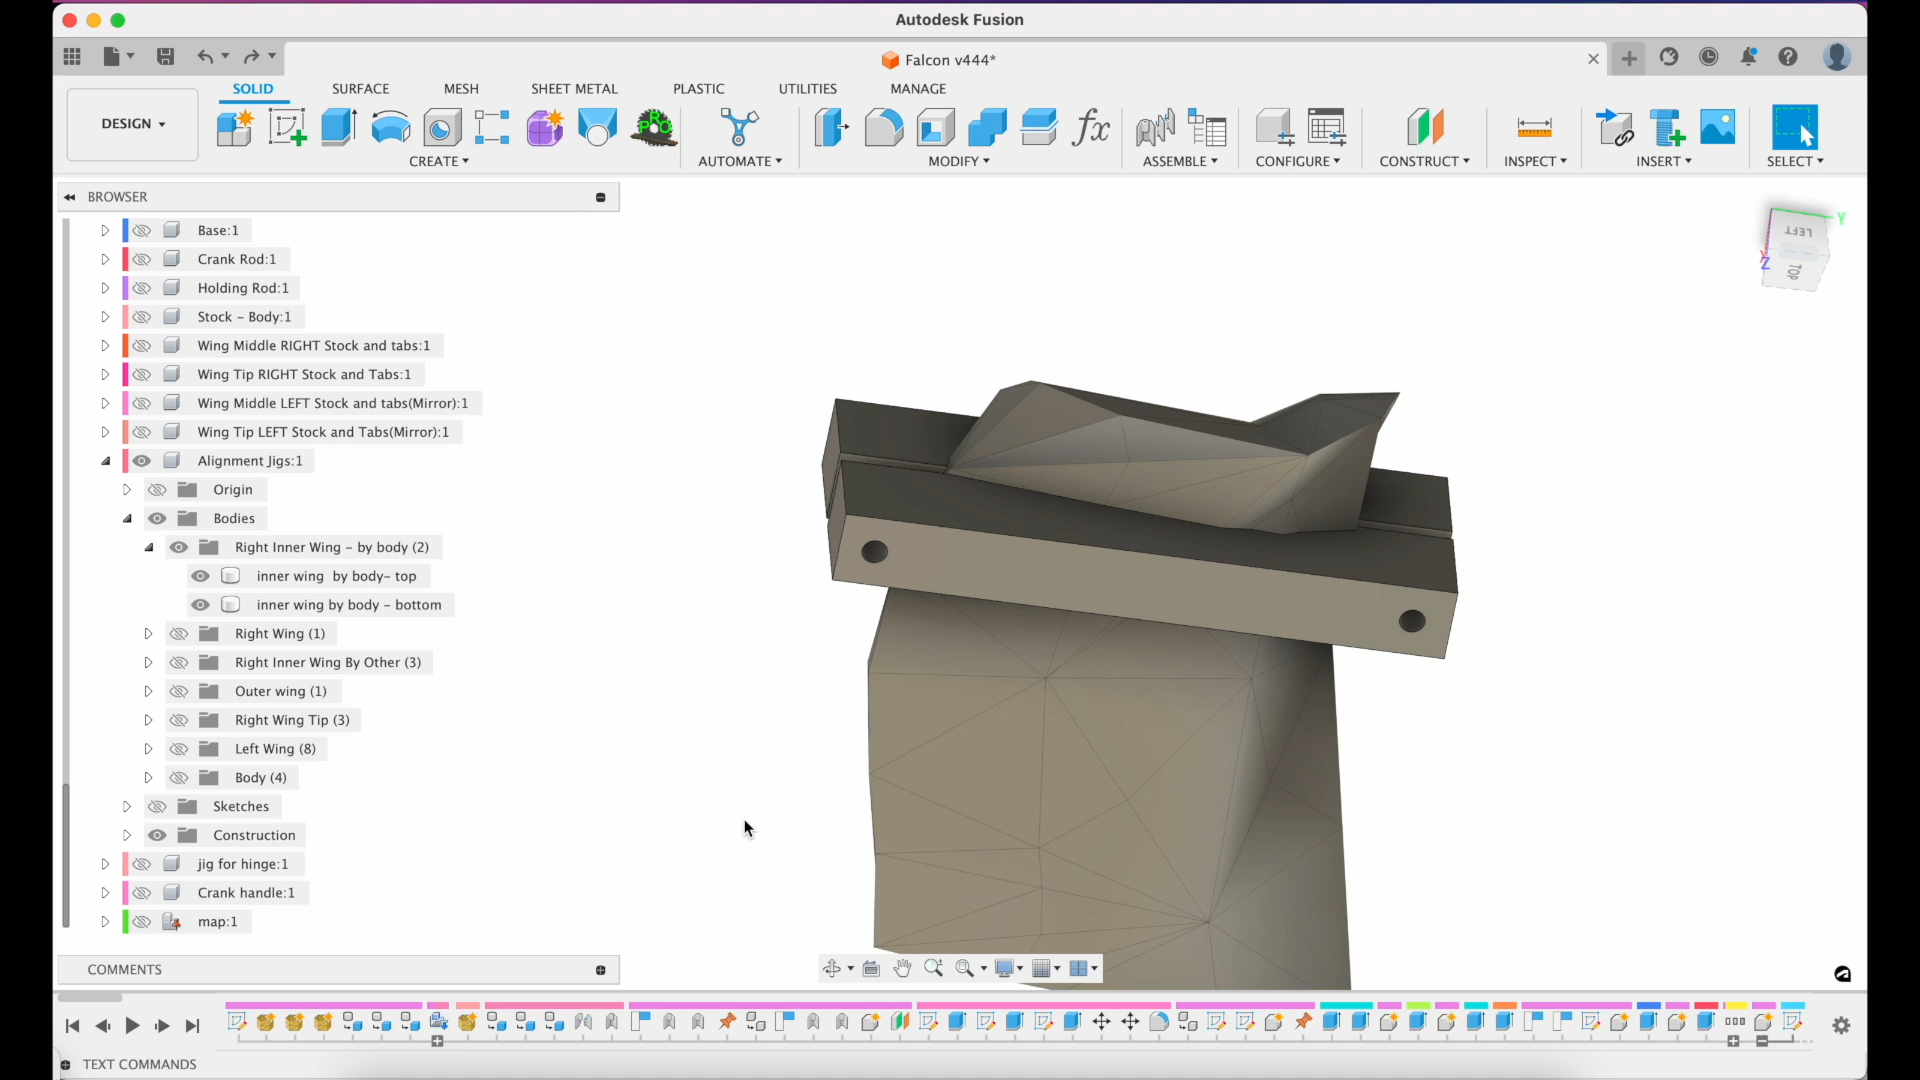 Autodesk Fusion
Falcon v444*
SOLID SURFACE MESH SHEET METAL PLASTIC UTILITIES MANAGE
DESIGN
PRO
fx
CREATE AUTOMATE MODIFY ASSEMBLE CONFIGURE CONSTRUCT INSPECT INSERT SELECT
BROWSER
Base:1
Crank Rod:1
Holding Rod:1
Stock - Body:1
Wing Middle RIGHT Stock and tabs:1
Wing Tip RIGHT Stock and Tabs:1
Wing Middle LEFT Stock and tabs(Mirror):1
Wing Tip LEFT Stock and Tabs(Mirror):1
Alignment Jigs:1
Origin
Bodies
Right Inner Wing - by body (2)
inner wing by body- top
inner wing by body - bottom
Right Wing (1)
Right Inner Wing By Other (3)
Outer wing (1)
Right Wing Tip (3)
Left Wing (8)
Body (4)
Sketches
Construction
jig for hinge:1
Crank handle:1
map:1
Y
LEFT
Z
TOP
COMMENTS
TEXT COMMANDS